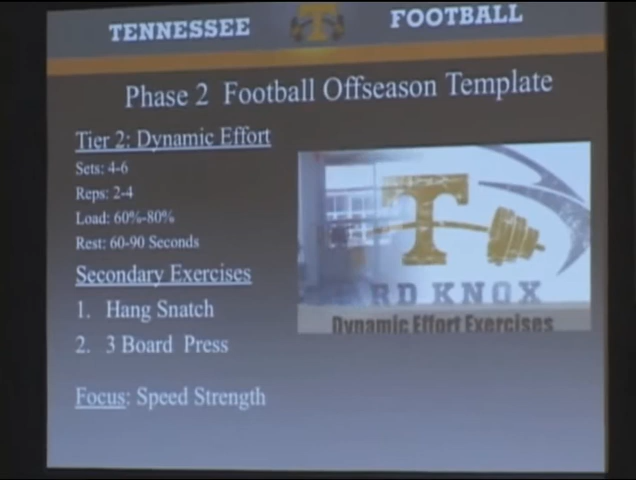 TENNESSEE T FOOTBALL
Phase 2 Football Offseason Template
Tier 2: Dynamic Effort
Sets: 4-6
Reps: 2-4
Load: 60%-80%
Rest: 60-90 Seconds
Secondary Exercises
1. Hang Snatch
2. 3 Board Press
Focus: Speed Strength
T
RD KNOX
Dynamic Effort Exercises